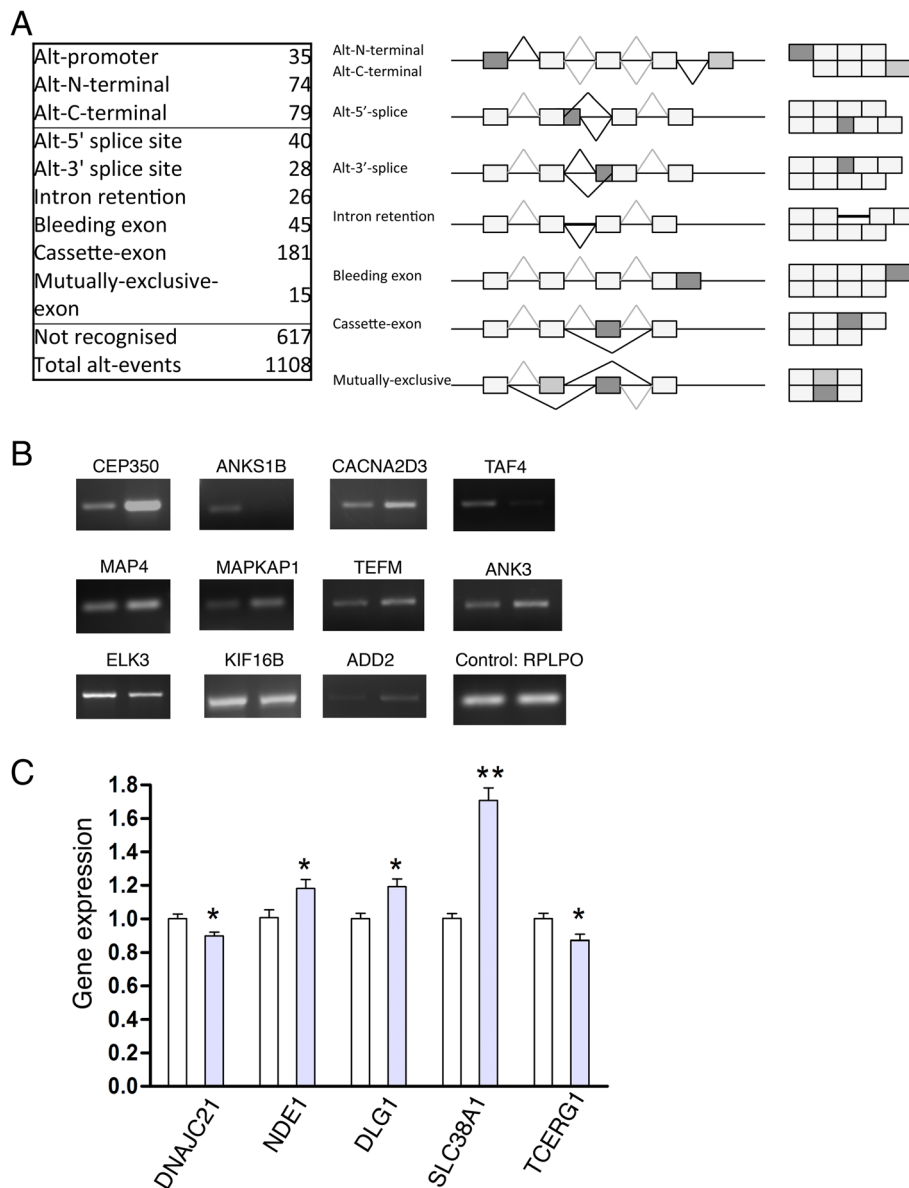 A
Alt-promoter 35
Alt-N-terminal 74
Alt-C-terminal 79
Alt-5' splice site 40
Alt-3' splice site 28
Intron retention 26
Bleeding exon 45
Cassette-exon 181
Mutually-exclusive-
exon 15
Not recognised 617
Total alt-events 1108
Alt-N-terminal
Alt-C-terminal
Alt-5′-splice
Alt-3′-splice
Intron retention
Bleeding exon
Cassette-exon
Mutually-exclusive
B
CEP350 ANKS1B CACNA2D3 TAF4
MAP4 MAPKAP1 TEFM ANK3
ELK3 KIF16B ADD2 Control: RPLPO
C
Gene expression
1.8
1.6
1.4
1.2
1.0
0.8
0.6
0.4
0.2
0.0
* * * ** *
DNAJC21 NDE1 DLG1 SLC38A1 TCERG1